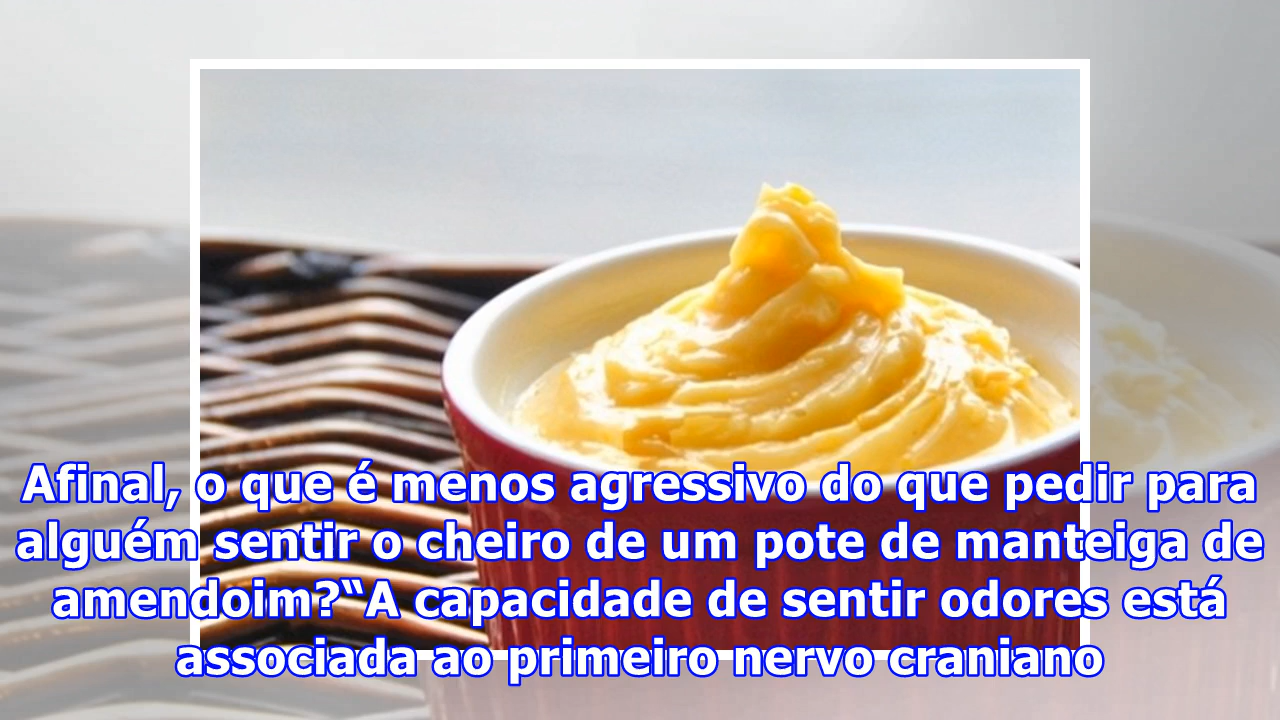 Afinal, o que é menos agressivo do que pedir para
alguém sentir o cheiro de um pote de manteiga de
amendoim?“A capacidade de sentir odores está
associada ao primeiro nervo craniano